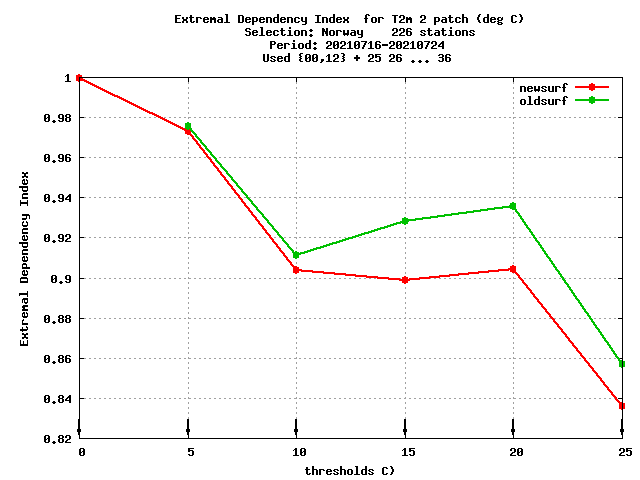 Extremal Dependency Index  for T2m 2 patch (deg C)
Selection: Norway    226 stations
Period: 20210716-20210724
Used {00,12} + 25 26 ... 36
newsurf
oldsurf
1
0.98
0.96
0.94
0.92
0.9
0.88
0.86
0.84
0.82
Extremal Dependency Index
0 5 10 15 20 25
thresholds C)